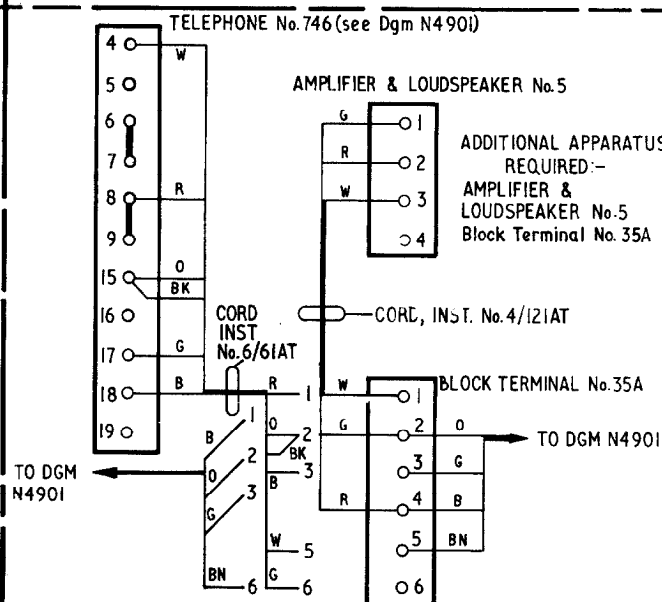 TELEPHONE No. 746 (see Dgm N4901)
4
W
5
6
7
8
R
9
15
O
BK
16
17
G
18
B
19
CORD
INST
No. 6/61AT
AMPLIFIER & LOUDSPEAKER No. 5
G
1
R
2
W
3
4
ADDITIONAL APPARATUS
REQUIRED:-
AMPLIFIER &
LOUDSPEAKER No. 5
Block Terminal No. 35A
CORD, INST. No. 4/121AT
BLOCK TERMINAL No. 35A
W
1
G
2
O
3
G
R
4
B
5
BN
6
TO DGM N4901
R
1
O
2
BK
B
3
W
5
G
6
B
1
O
2
G
3
BN
6
TO DGM
N4901